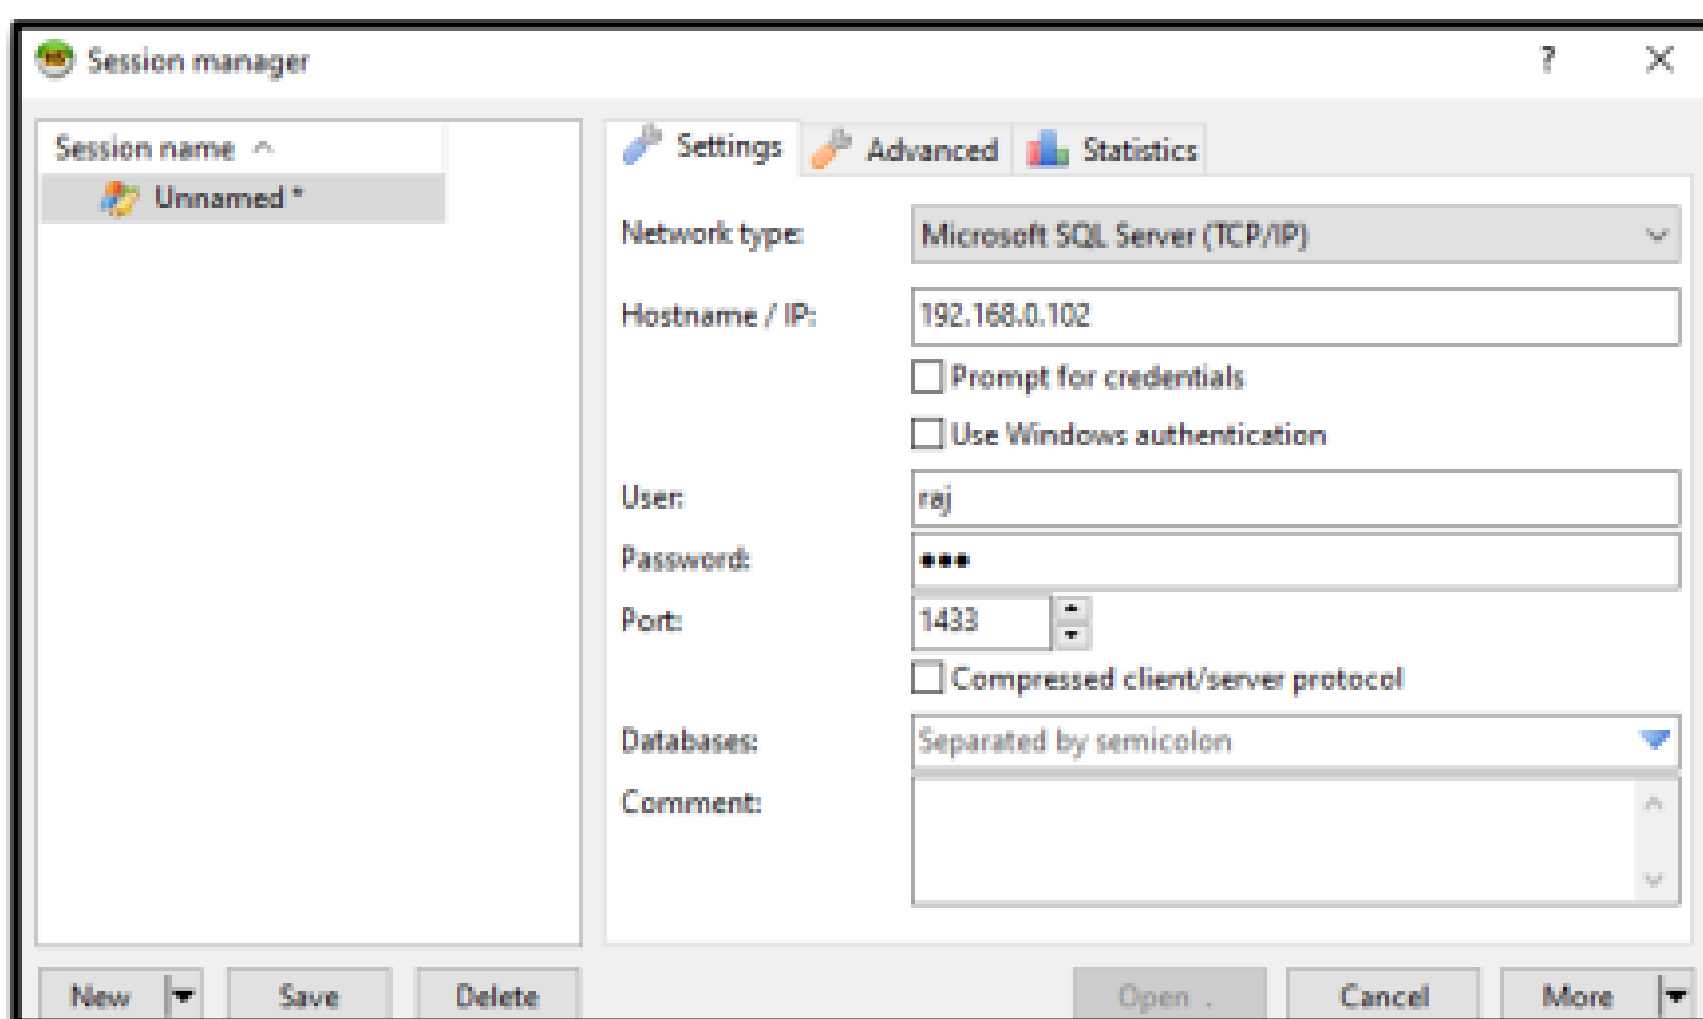 Session manager
Session name
Unnamed *
Settings Advanced Statistics
Network type: Microsoft SQL Server (TCP/IP)
Hostname / IP: 192.168.0.102
Prompt for credentials
Use Windows authentication
User: raj
Password: •••
Port: 1433
Compressed client/server protocol
Databases: Separated by semicolon
Comment:
New Save Delete Open . Cancel More